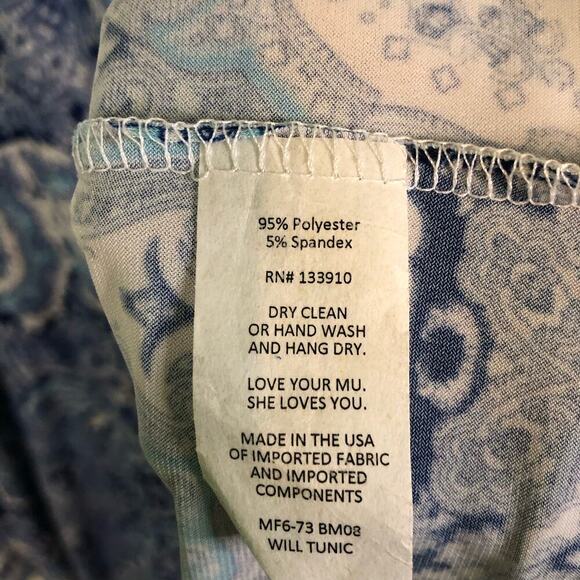 95% Polyester
5% Spandex
RN# 133910
DRY CLEAN
OR HAND WASH
AND HANG DRY.
LOVE YOUR MU.
SHE LOVES YOU.
MADE IN THE USA
OF IMPORTED FABRIC
AND IMPORTED
COMPONENTS
MF6-73 BM08
WILL TUNIC